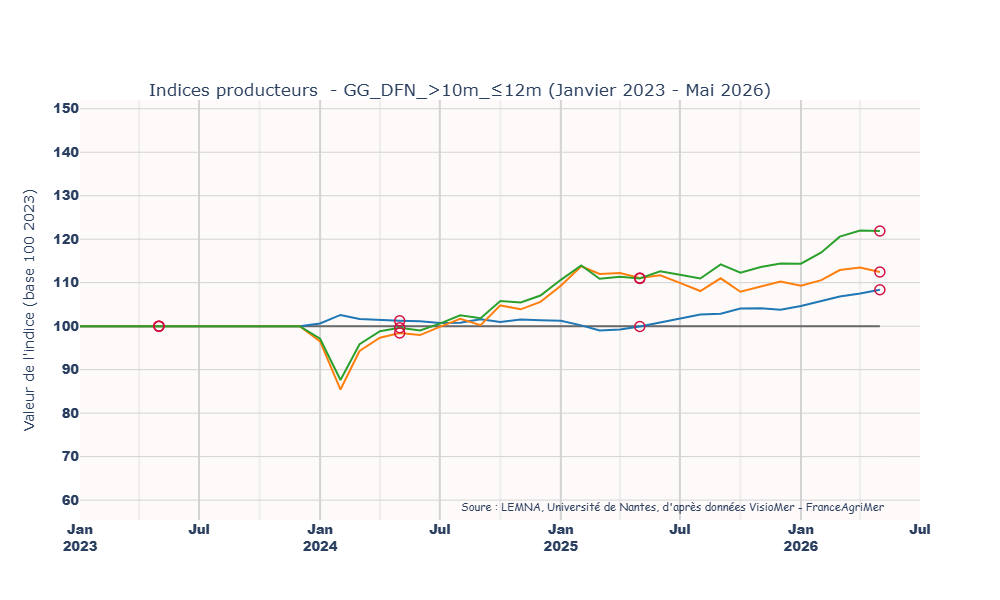 Indices producteurs  - GG_DFN_>10m_≤12m (Janvier 2023 - Mai 2026)
Valeur de l'Indice (base 100 2023)
150
140
130
120
110
100
90
80
70
60
Soure : LEMNA, Université de Nantes, d'après données VisioMer - FranceAgriMer
Jan Jul Jan Jul Jan Jul Jan Jul
2023 2024 2025 2026